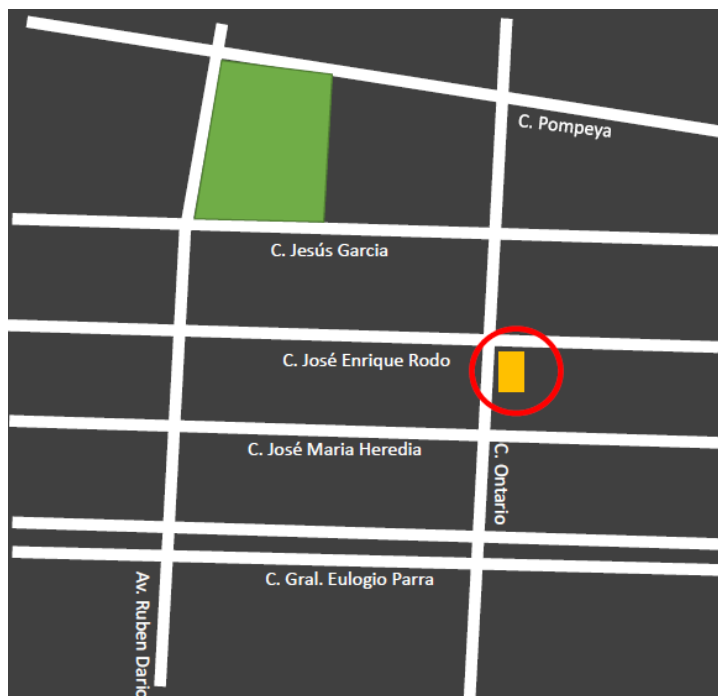 C. Pompeya
C. Jesús Garcia
C. José Enrique Rodo
C. José Maria Heredia
C. Ontario
C. Gral. Eulogio Parra
Av. Ruben Dario